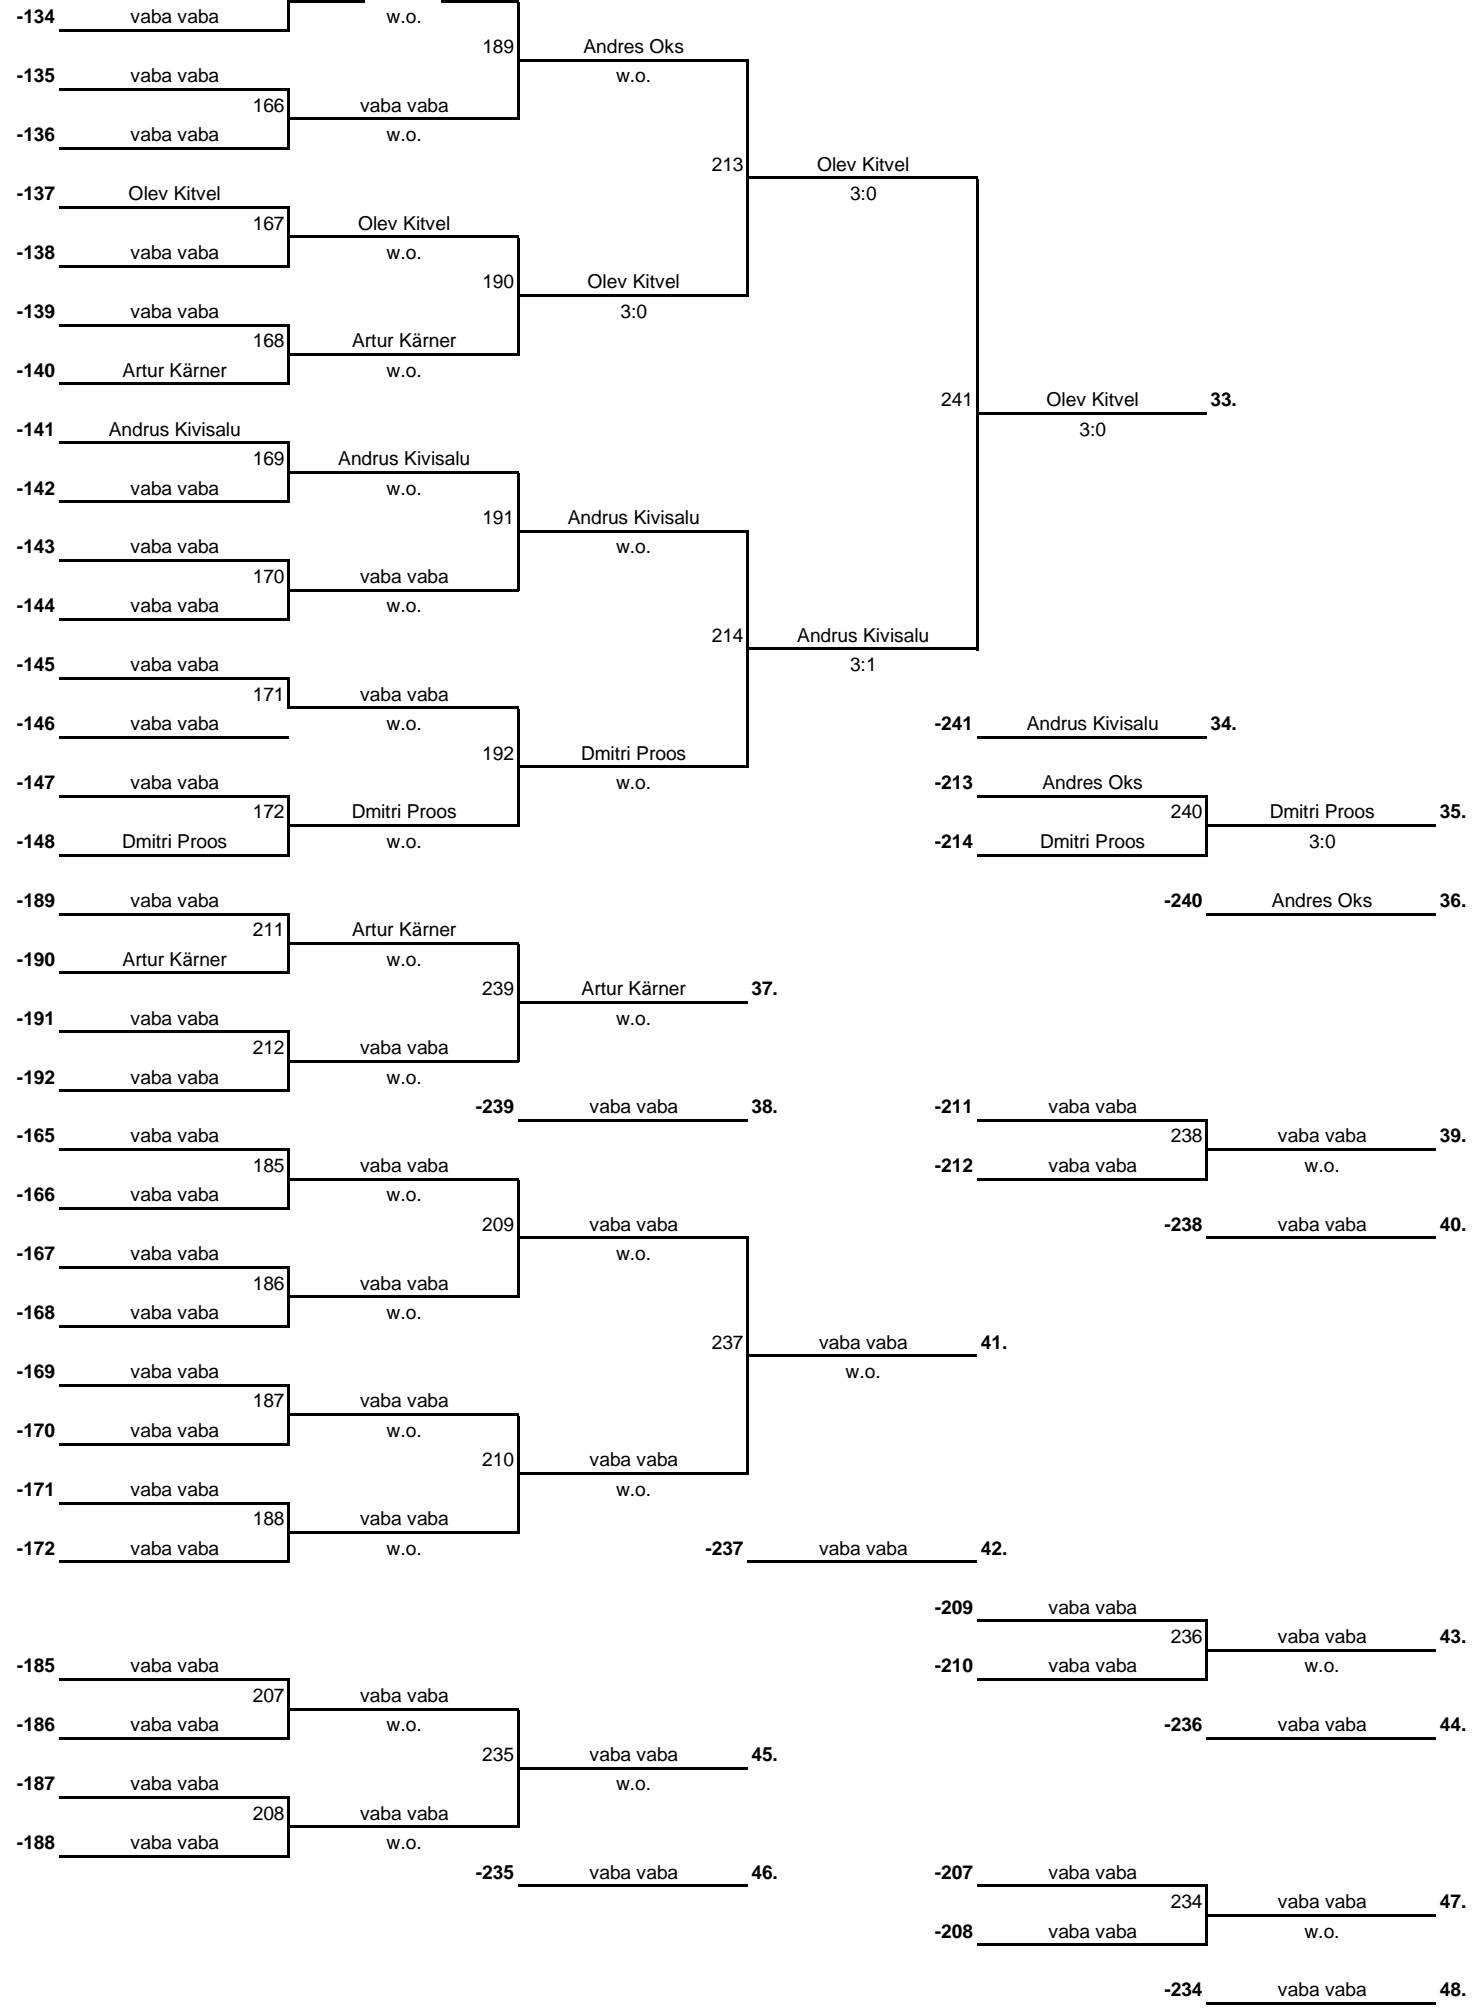 -134 vaba vaba w.o.
189 Andres Oks
-135 vaba vaba w.o.
166 vaba vaba
-136 vaba vaba w.o.
213 Olev Kitvel
-137 Olev Kitvel 3:0
167 Olev Kitvel
-138 vaba vaba w.o.
190 Olev Kitvel
-139 vaba vaba 3:0
168 Artur Kärner
-140 Artur Kärner w.o.
241 Olev Kitvel 33.
-141 Andrus Kivisalu 3:0
169 Andrus Kivisalu
-142 vaba vaba w.o.
191 Andrus Kivisalu
-143 vaba vaba w.o.
170 vaba vaba
-144 vaba vaba w.o.
214 Andrus Kivisalu
-145 vaba vaba 3:1
171 vaba vaba
-146 vaba vaba w.o. -241 Andrus Kivisalu 34.
192 Dmitri Proos
-147 vaba vaba w.o. -213 Andres Oks
172 Dmitri Proos 240 Dmitri Proos 35.
-148 Dmitri Proos w.o. -214 Dmitri Proos 3:0
-189 vaba vaba -240 Andres Oks 36.
211 Artur Kärner
-190 Artur Kärner w.o.
239 Artur Kärner 37.
-191 vaba vaba w.o.
212 vaba vaba
-192 vaba vaba w.o.
-239 vaba vaba 38. -211 vaba vaba
-165 vaba vaba 238 vaba vaba 39.
185 vaba vaba -212 vaba vaba w.o.
-166 vaba vaba w.o.
209 vaba vaba -238 vaba vaba 40.
-167 vaba vaba w.o.
186 vaba vaba
-168 vaba vaba w.o.
237 vaba vaba 41.
-169 vaba vaba w.o.
187 vaba vaba
-170 vaba vaba w.o.
210 vaba vaba
-171 vaba vaba w.o.
188 vaba vaba
-172 vaba vaba w.o. -237 vaba vaba 42.
-209 vaba vaba
236 vaba vaba 43.
-185 vaba vaba -210 vaba vaba w.o.
207 vaba vaba
-186 vaba vaba w.o. -236 vaba vaba 44.
235 vaba vaba 45.
-187 vaba vaba w.o.
208 vaba vaba
-188 vaba vaba w.o.
-235 vaba vaba 46. -207 vaba vaba
234 vaba vaba 47.
-208 vaba vaba w.o.
-234 vaba vaba 48.